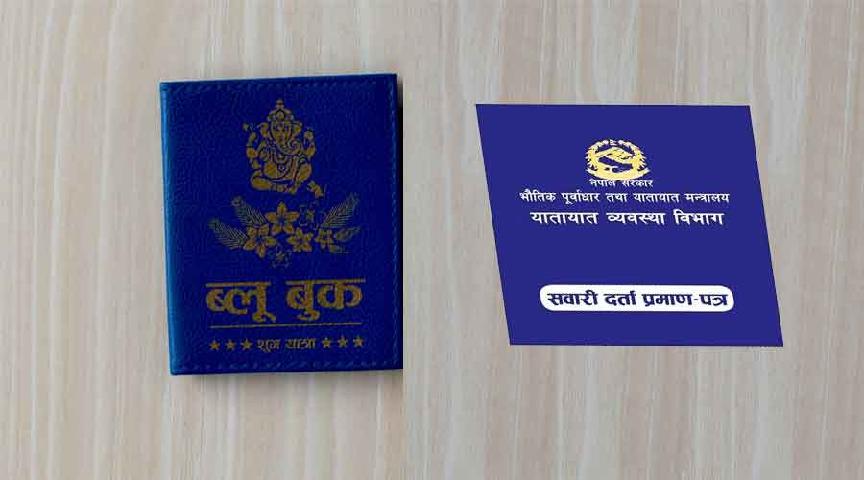 ब्लू बुक
शुभ यात्रा
नेपाल सरकार
भौतिक पूर्वाधार तथा यातायात मन्त्रालय
यातायात व्यवस्था विभाग
सवारी दर्ता प्रमाण-पत्र